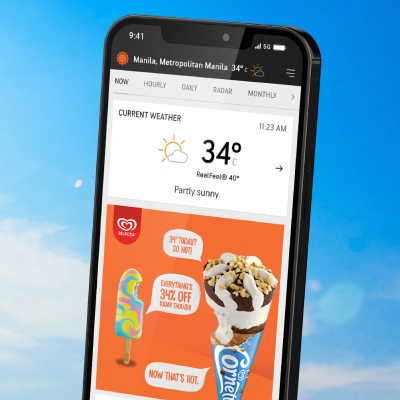 9:41
5G
Manila, Metropolitan Manila 34° C
NOW HOURLY DAILY RADAR MONTHLY
CURRENT WEATHER
11:23 AM
34° C
RealFeel® 40°
Partly sunny
SELECTA
34° TODAY?
SO HOT!
EVERYTHING'S
34% OFF
TODAY THOUGH!
NOW THAT'S HOT.
Cornetto